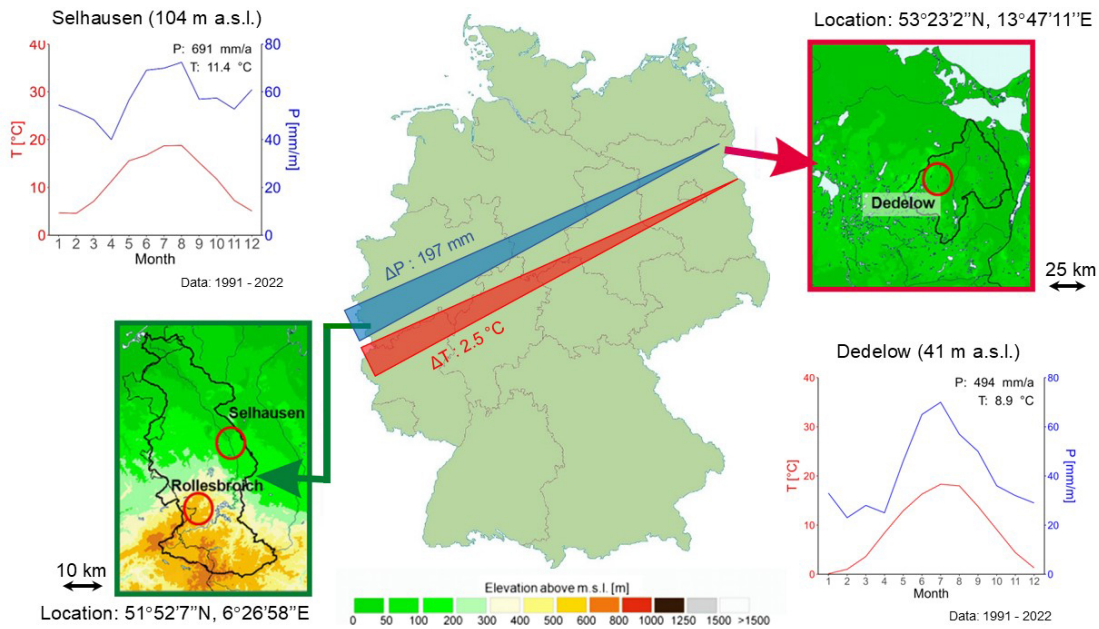 Selhausen (104 m a.s.l.)
P: 691 mm/a
T: 11.4 °C
40
30
20
10
0
T [°C]
80
60
40
20
0
P [mm/m]
1 2 3 4 5 6 7 8 9 10 11 12
Month
Data: 1991 - 2022
ΔP : 197 mm
ΔT : 2.5 °C
Location: 53°23'2''N, 13°47'11''E
Dedelow
25 km
Selhausen
Rollesbroich
10 km
Location: 51°52'7''N, 6°26'58''E
Elevation above m.s.l. [m]
0 50 100 200 300 400 500 600 800 900 1000 1250 1500 >1500
Dedelow (41 m a.s.l.)
P: 494 mm/a
T: 8.9 °C
40
30
20
10
0
T [°C]
80
60
40
20
0
P [mm/m]
1 2 3 4 5 6 7 8 9 10 11 12
Month
Data: 1991 - 2022